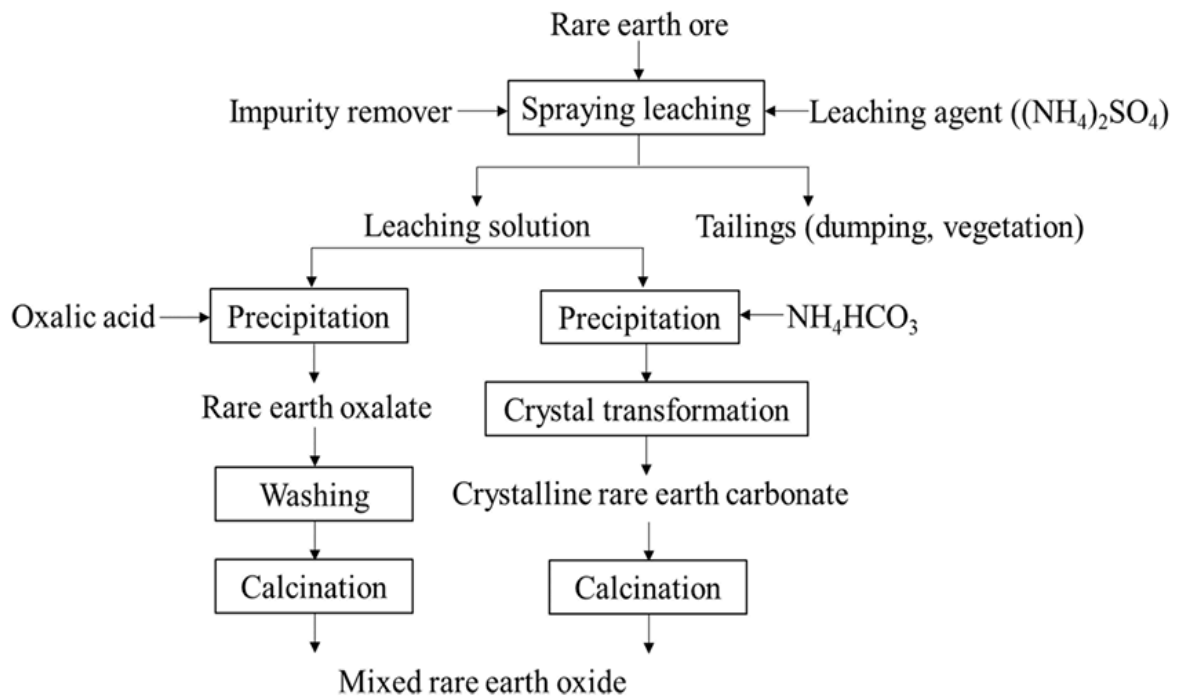 Rare earth ore
Impurity remover
Spraying leaching
Leaching agent ((NH₄)₂SO₄)
Leaching solution
Tailings (dumping, vegetation)
Oxalic acid
Precipitation
Precipitation
NH₄HCO₃
Rare earth oxalate
Crystal transformation
Washing
Crystalline rare earth carbonate
Calcination
Calcination
Mixed rare earth oxide